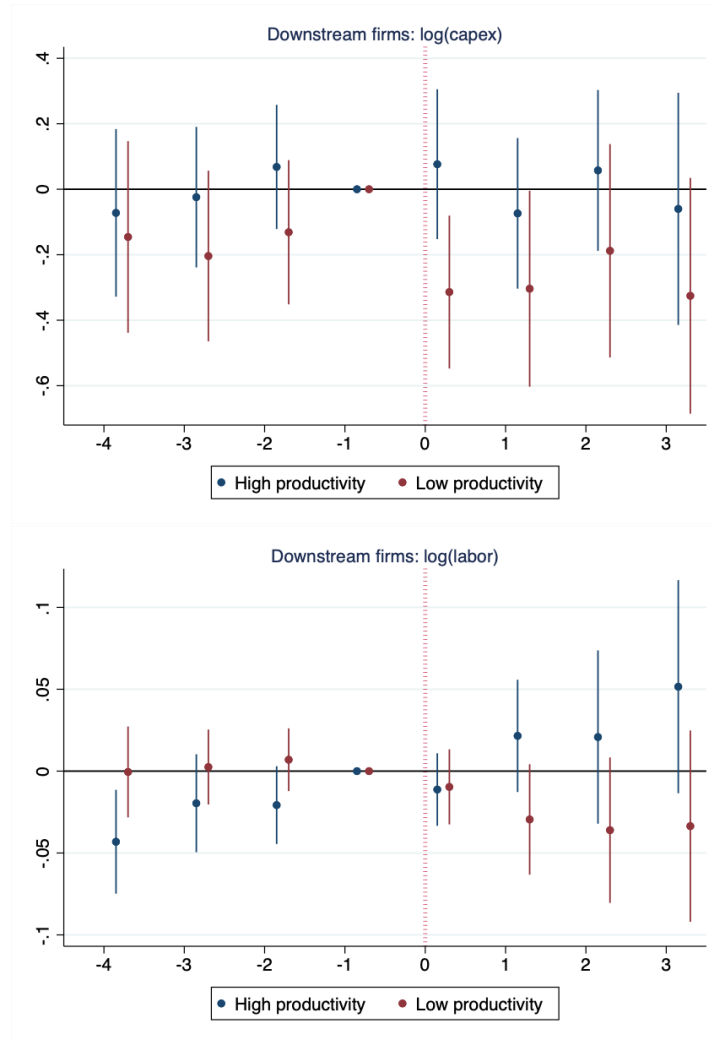 Downstream firms: log(capex)
.4
.2
0
-.2
-.4
-.6
-4 -3 -2 -1 0 1 2 3
High productivity Low productivity
Downstream firms: log(labor)
.1
.05
0
-.05
-.1
-4 -3 -2 -1 0 1 2 3
High productivity Low productivity